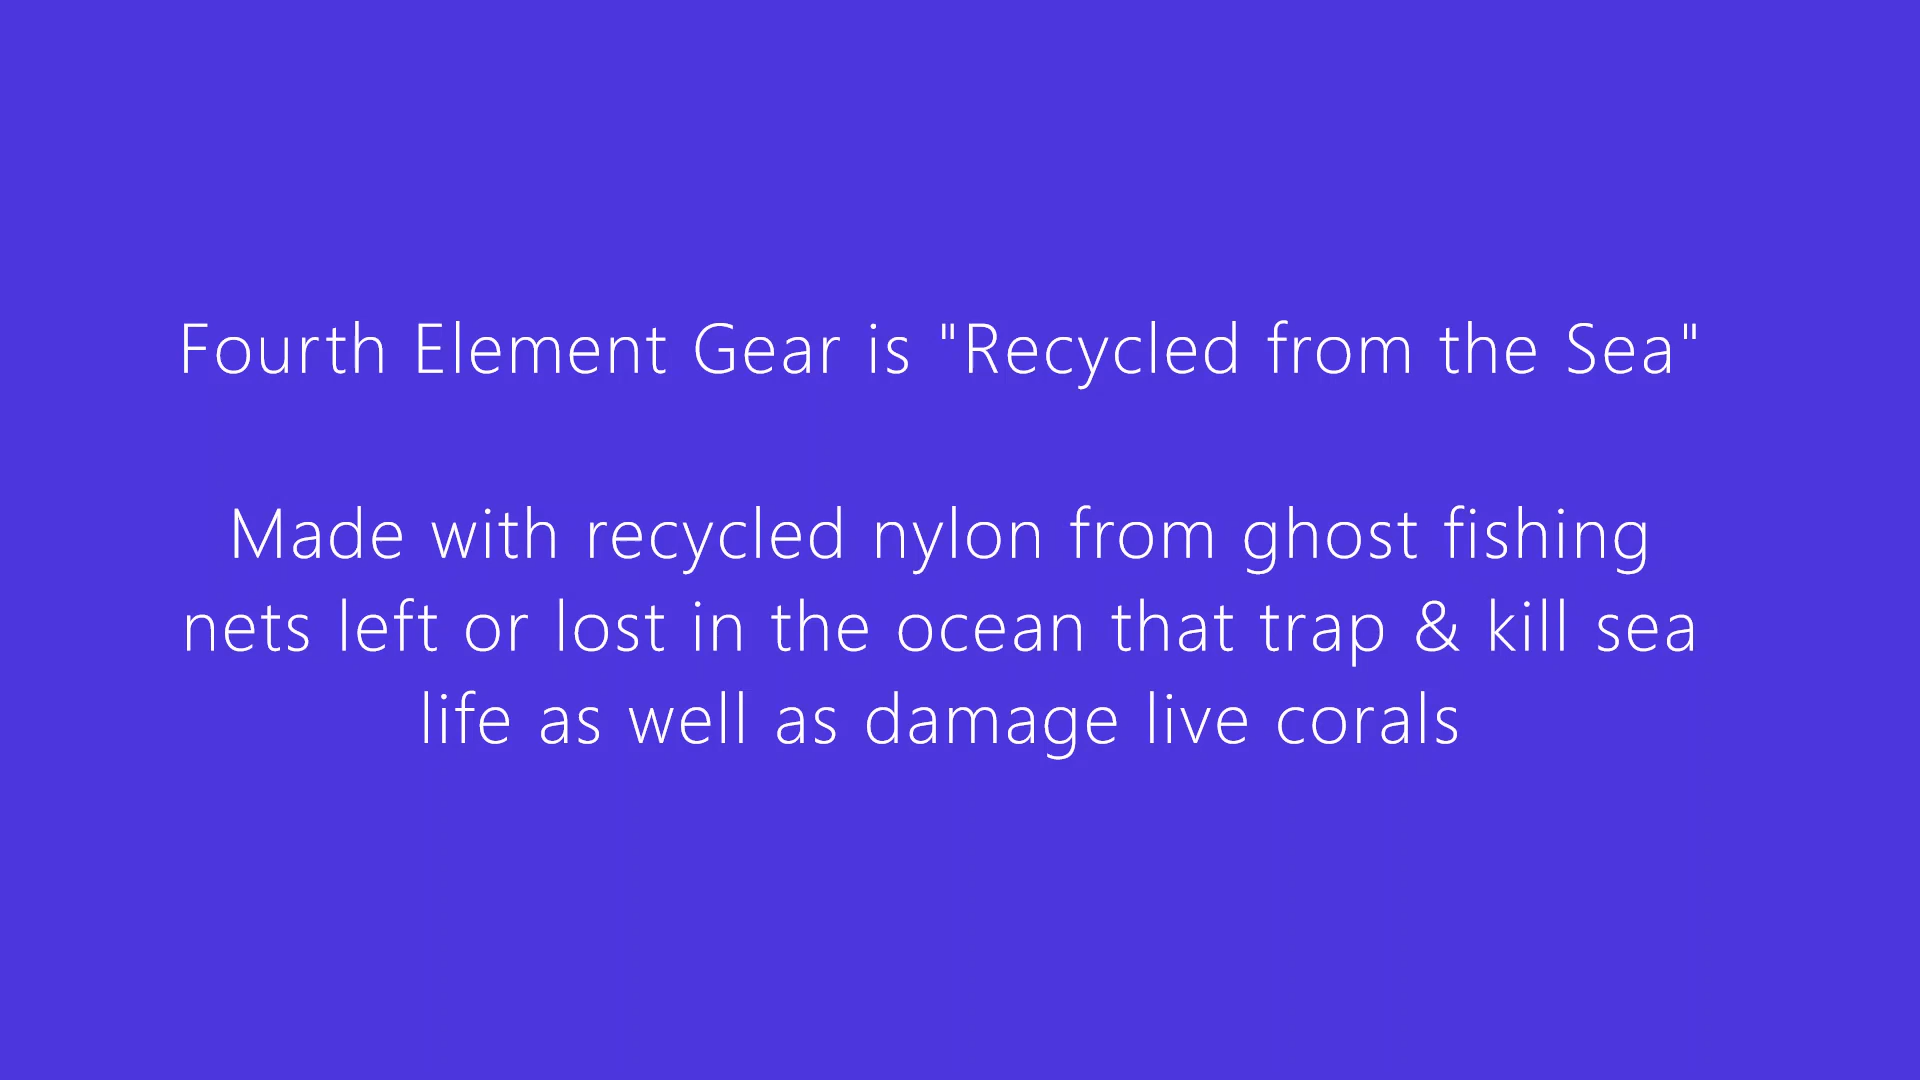 Fourth Element Gear is "Recycled from the Sea"
Made with recycled nylon from ghost fishing
nets left or lost in the ocean that trap & kill sea
life as well as damage live corals